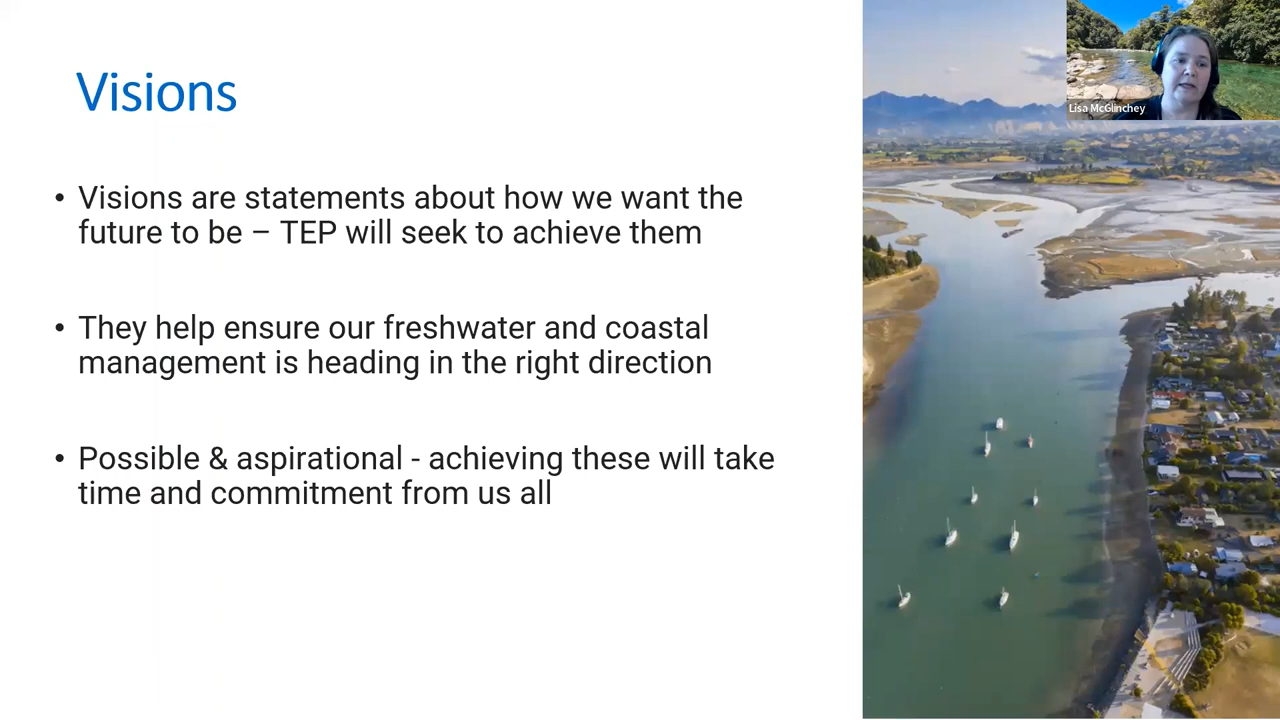 Visions
Lisa McGlinchey
• Visions are statements about how we want the
future to be – TEP will seek to achieve them
• They help ensure our freshwater and coastal
management is heading in the right direction
• Possible & aspirational - achieving these will take
time and commitment from us all